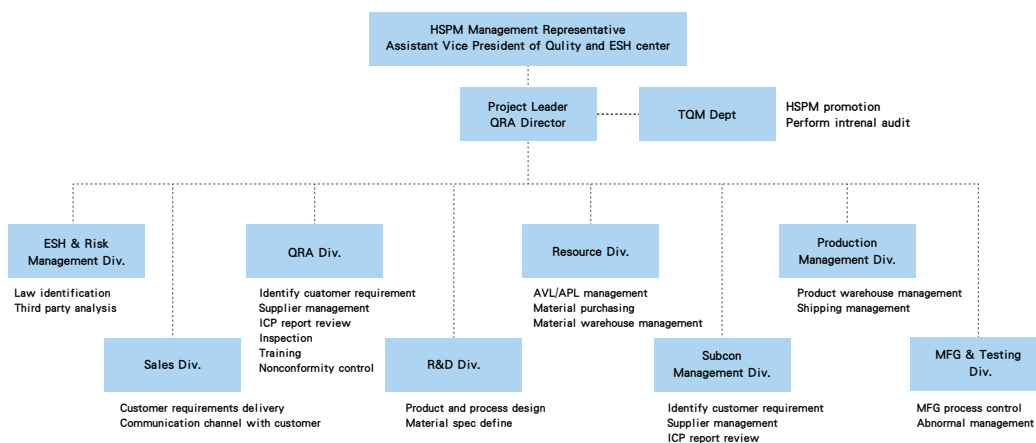 HSPM Management Representative
Assistant Vice President of Qulity and ESH center
Project Leader
QRA Director
TQM Dept
HSPM promotion
Perform intrenal audit
ESH & Risk
Management Div.
Law identification
Third party analysis
Sales Div.
Customer requirements delivery
Communication channel with customer
QRA Div.
Identify cuatomer requirement
Supplier management
ICP report review
Inspection
Training
Nonconformity control
R&D Div.
Product and process design
Material spec define
Resource Div.
AVL/APL management
Material purchasing
Material warehouse management
Subcon
Management Div.
Identify customer requirement
Supplier management
ICP report review
Production
Management Div.
Product warehouse management
Shipping management
MFG & Testing
Div.
MFG process control
Abnormal management